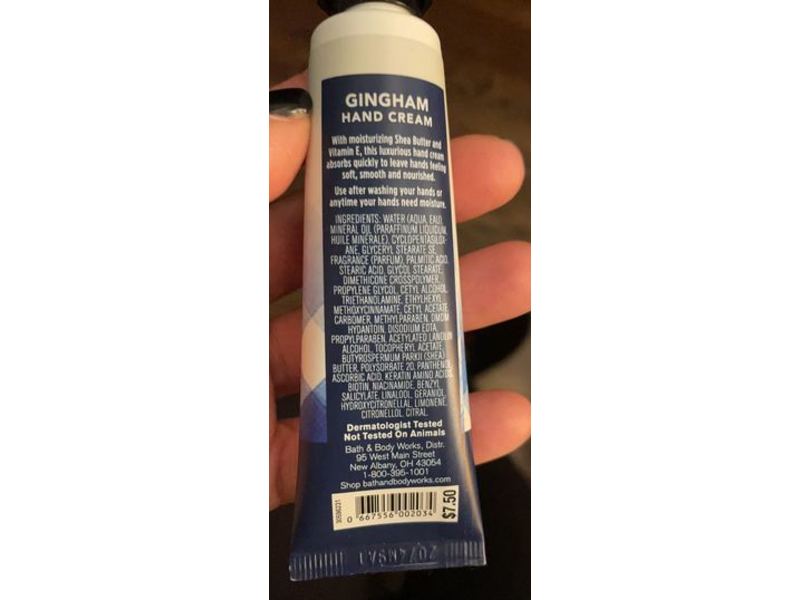 GINGHAM
HAND CREAM
With moisturizing Shea Butter and
Vitamin E, this luxurious hand cream
absorbs quickly to leave hands feeling
soft, smooth and nourished.
Use after washing your hands or
anytime your hands need moisture.
INGREDIENTS: WATER (AQUA, EAU),
MINERAL OIL (PARAFFINUM LIQUIDUM,
HUILE MINERALE), CYCLOPENTASILOX-
ANE, GLYCERYL STEARATE SE,
FRAGRANCE (PARFUM), PALMITIC ACID,
STEARIC ACID, GLYCOL STEARATE,
DIMETHICONE CROSSPOLYMER,
PROPYLENE GLYCOL, CETYL ALCOHOL,
TRIETHANOLAMINE, ETHYLHEXYL
METHOXYCINNAMATE, CETYL ACETATE,
CARBOMER, METHYLPARABEN, DMDM
HYDANTOIN, DISODIUM EDTA,
PROPYLPARABEN, ACETYLATED LANOLIN
ALCOHOL, TOCOPHERYL ACETATE,
BUTYROSPERMUM PARKII (SHEA)
BUTTER, POLYSORBATE 20, PANTHENOL,
ASCORBIC ACID, KERATIN AMINO ACIDS,
BIOTIN, NIACINAMIDE, BENZYL
SALICYLATE, LINALOOL, GERANIOL,
HYDROXYCITRONELLAL, LIMONENE,
CITRONELLOL, CITRAL.
Dermatologist Tested
Not Tested On Animals
Bath & Body Works, Distr.
95 West Main Street
New Albany, OH 43054
1-800-395-1001
Shop bathandbodyworks.com
0 667556 002034
$7.50